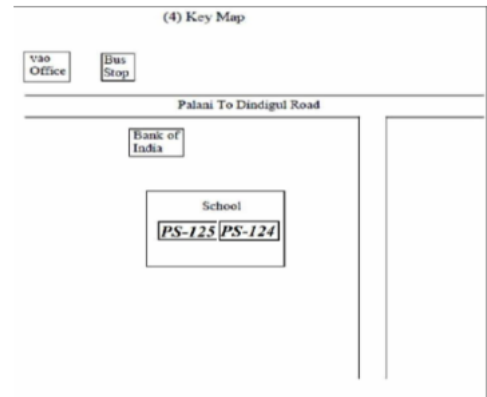 (4) Key Map
vao
Office
Bus
Stop
Palani To Dindigul Road
Bank of
India
School
PS-125 PS-124